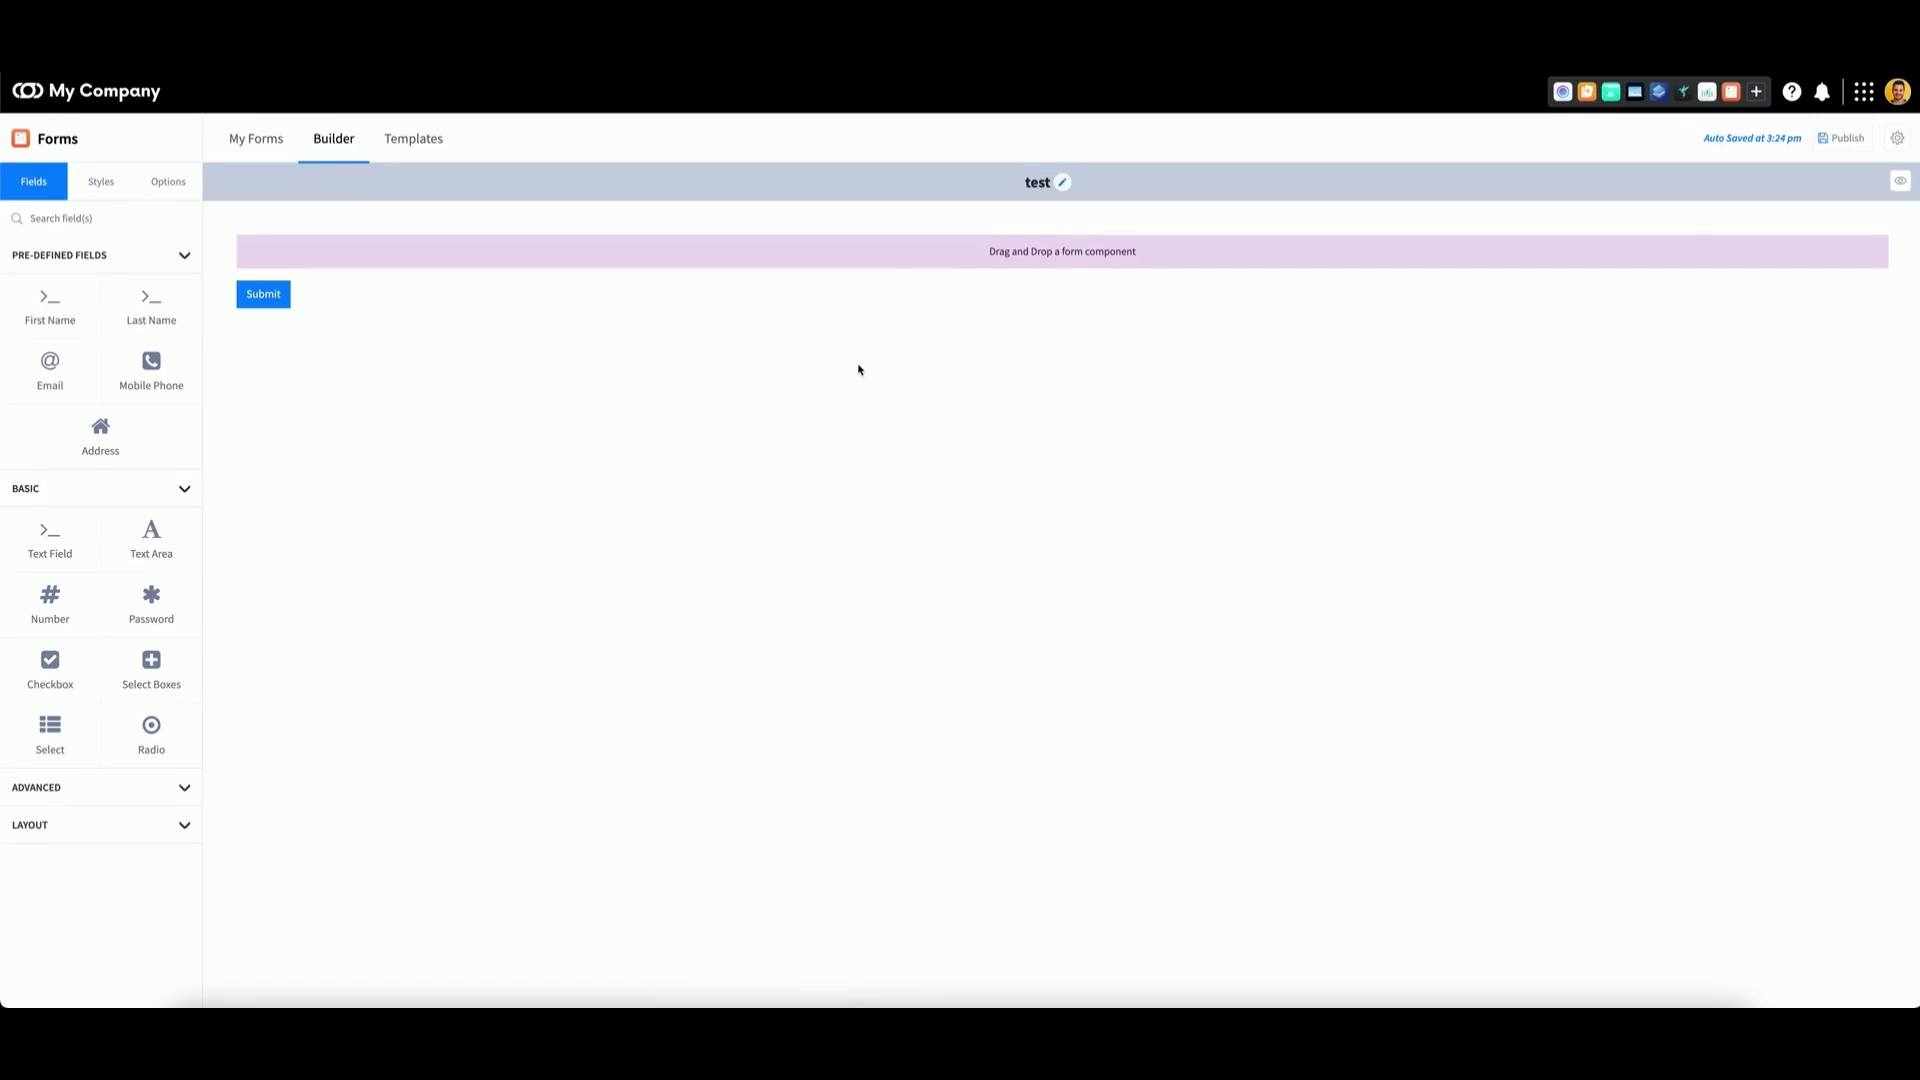 My Company
Forms
My Forms
Builder
Templates
Auto Saved at 3:24 pm
Publish
Fields
Styles
Options
test
Search field(s)
PRE-DEFINED FIELDS
Drag and Drop a form component
Submit
First Name
Last Name
Email
Mobile Phone
Address
BASIC
Text Field
Text Area
Number
Password
Checkbox
Select Boxes
Select
Radio
ADVANCED
LAYOUT